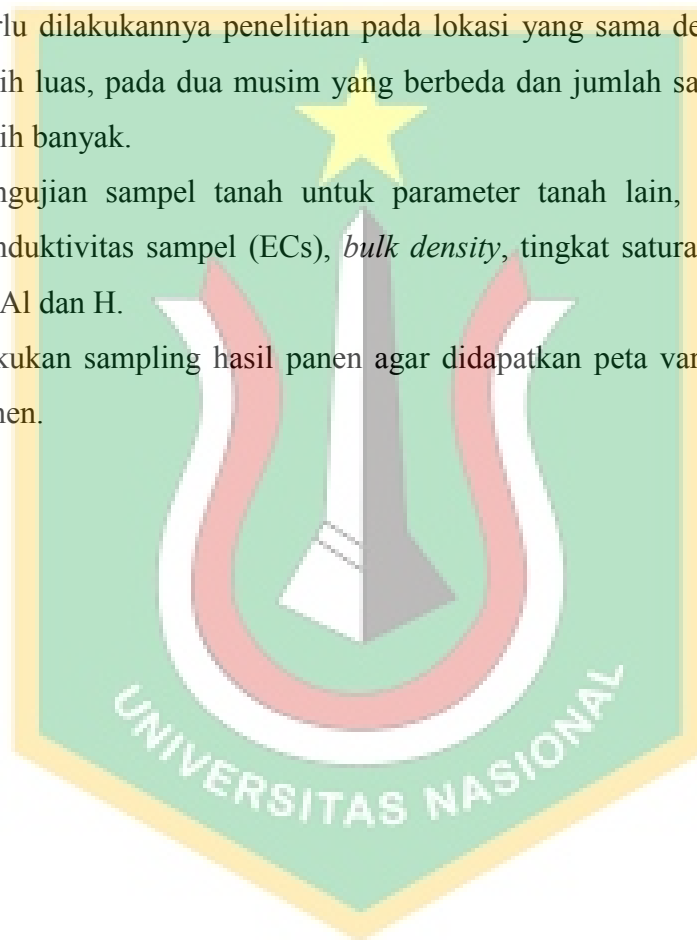 rlu dilakukannya penelitian pada lokasi yang sama de
ih luas, pada dua musim yang berbeda dan jumlah sa
ih banyak.
ngujian sampel tanah untuk parameter tanah lain,
nduktivitas sampel (ECs), bulk density, tingkat satura
Al dan H.
kukan sampling hasil panen agar didapatkan peta var
nen.
UNIVERSITAS NASIONAL